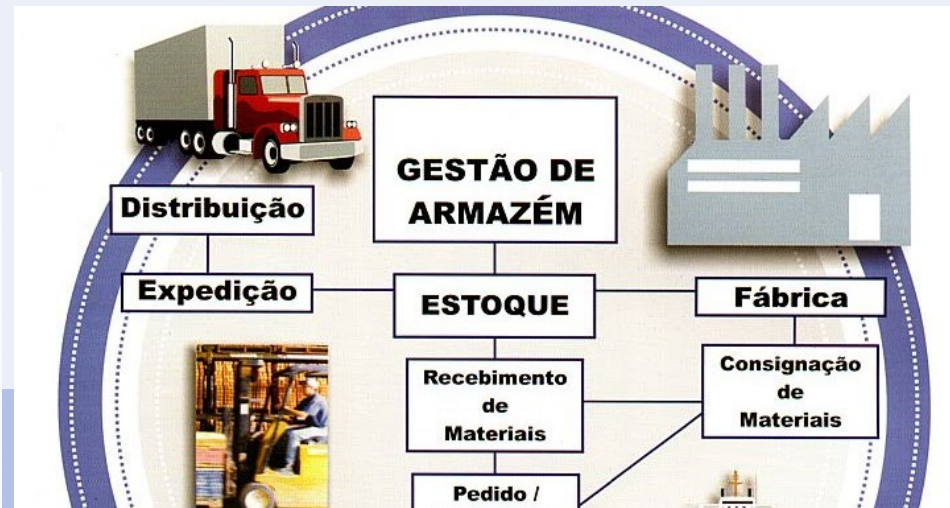 GESTÃO DE
ARMAZÉM
Distribuição
Expedição
ESTOQUE
Fábrica
Recebimento
de
Materiais
Consignação
de
Materiais
Pedido /